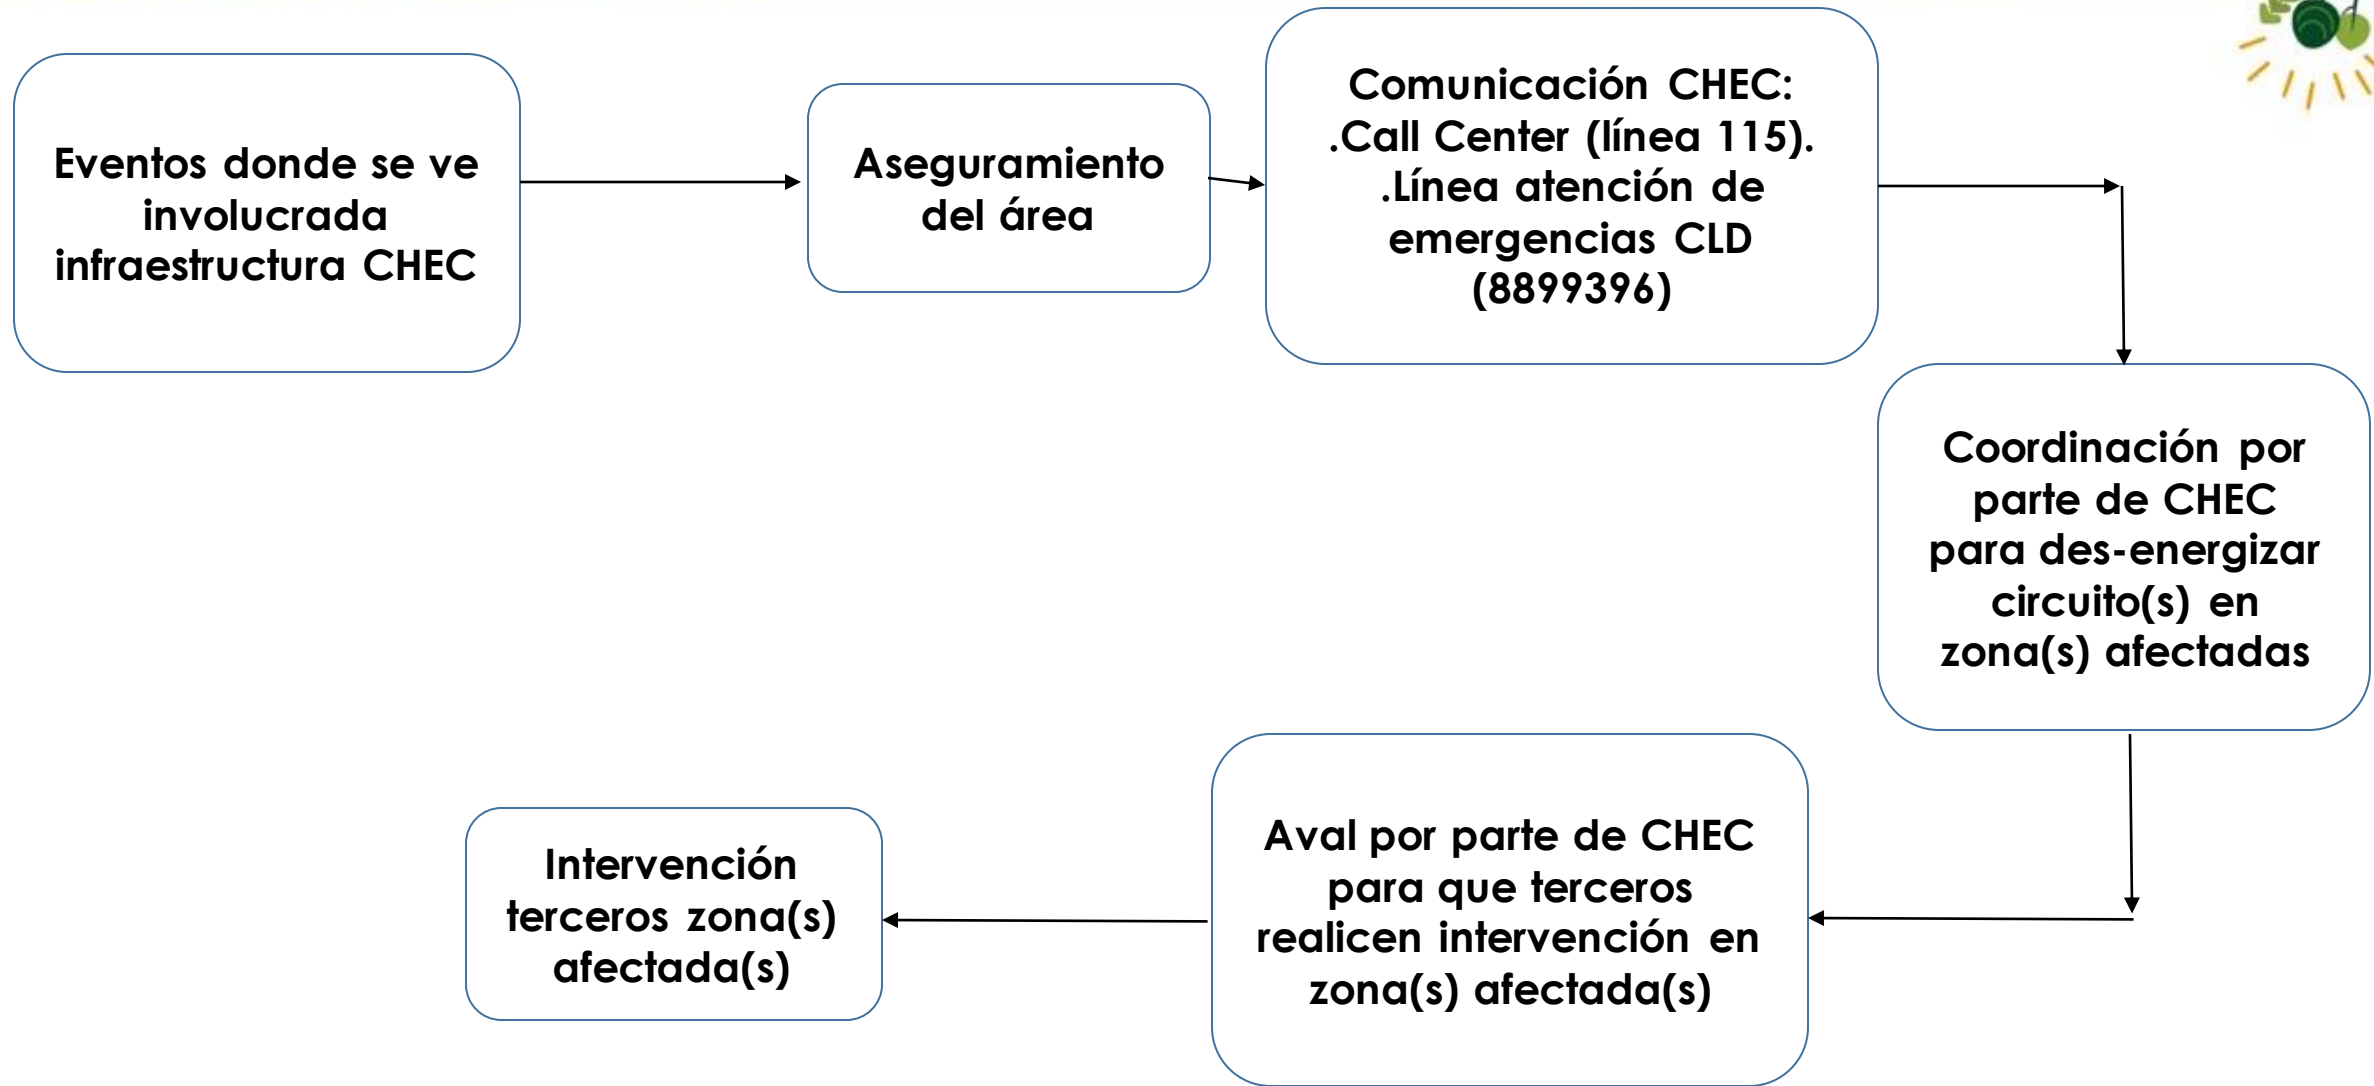 Eventos donde se ve
involucrada
infraestructura CHEC
Aseguramiento
del área
Comunicación CHEC:
.Call Center (línea 115).
.Línea atención de
emergencias CLD
(8899396)
Coordinación por
parte de CHEC
para des-energizar
circuito(s) en
zona(s) afectadas
Aval por parte de CHEC
para que terceros
realicen intervención en
zona(s) afectada(s)
Intervención
terceros zona(s)
afectada(s)